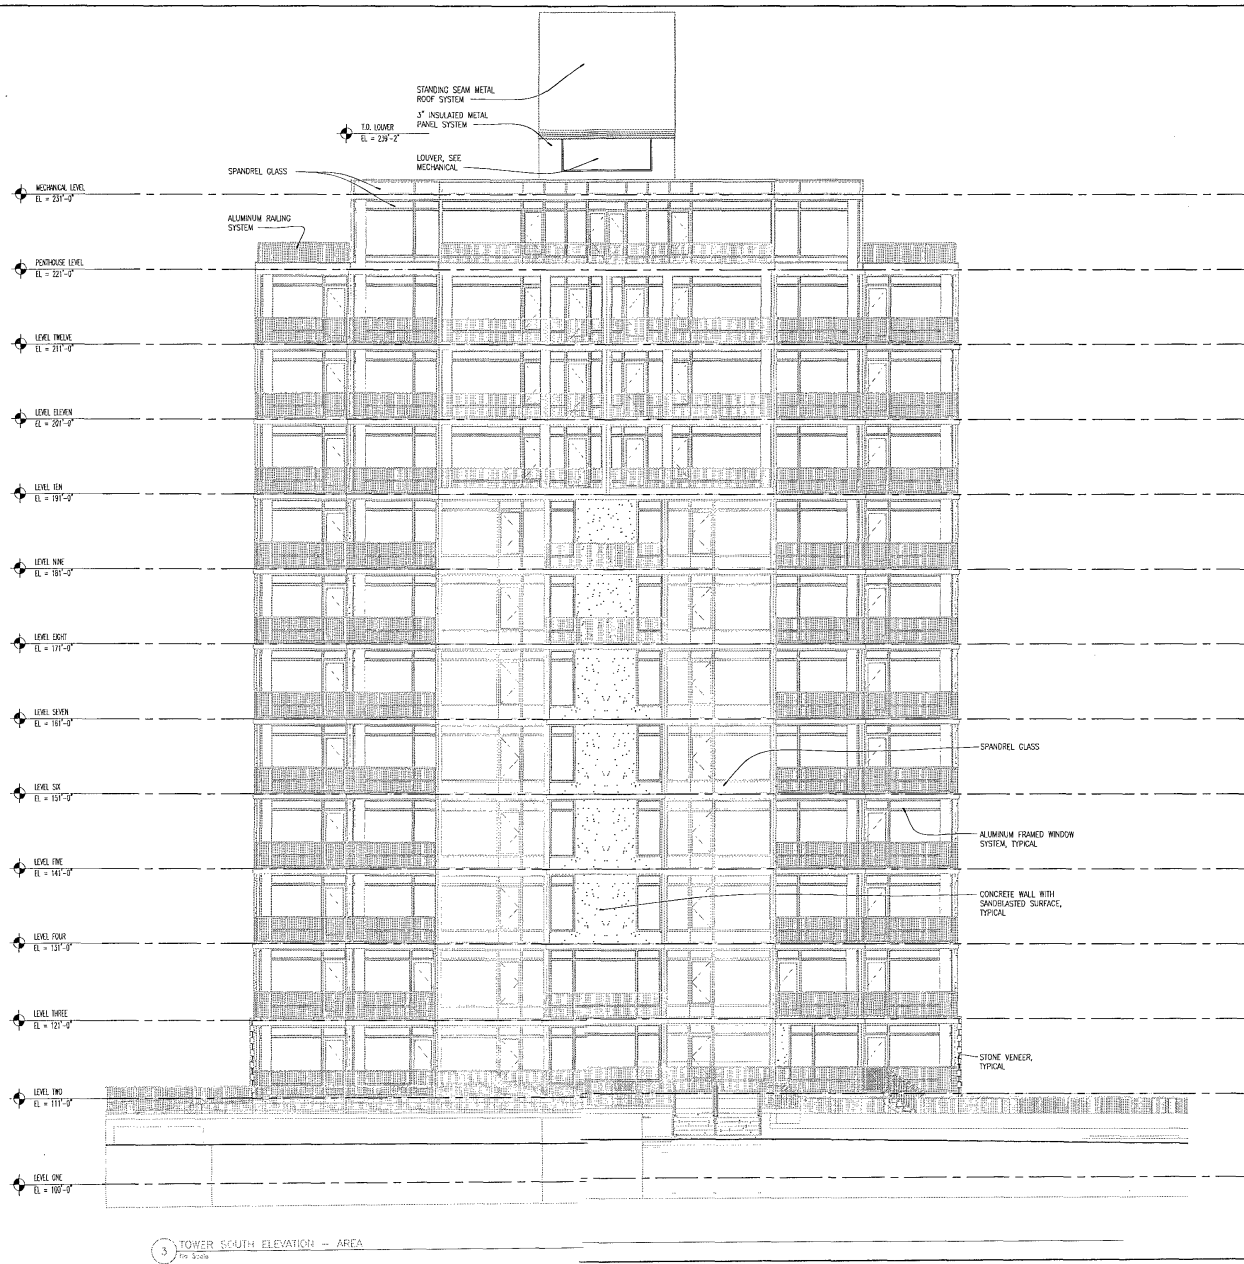 STANDING SEAM METAL
ROOF SYSTEM
3" INSULATED METAL
PANEL SYSTEM
T.O. LOUVER
EL = 239'-2"
LOUVER, SEE
MECHANICAL
SPANDREL GLASS
MECHANICAL LEVEL
EL = 231'-0"
ALUMINUM RAILING
SYSTEM
PENTHOUSE LEVEL
EL = 221'-0"
LEVEL TWELVE
EL = 211'-0"
LEVEL ELEVEN
EL = 201'-0"
LEVEL TEN
EL = 191'-0"
LEVEL NINE
EL = 181'-0"
LEVEL EIGHT
EL = 171'-0"
LEVEL SEVEN
EL = 161'-0"
SPANDREL GLASS
LEVEL SIX
EL = 151'-0"
ALUMINUM FRAMED WINDOW
SYSTEM, TYPICAL
LEVEL FIVE
EL = 141'-0"
CONCRETE WALL WITH
SANDBLASTED SURFACE,
TYPICAL
LEVEL FOUR
EL = 131'-0"
LEVEL THREE
EL = 121'-0"
STONE VENEER,
TYPICAL
LEVEL TWO
EL = 111'-0"
LEVEL ONE
EL = 100'-0"
3 TOWER SOUTH ELEVATION - AREA
No Scale